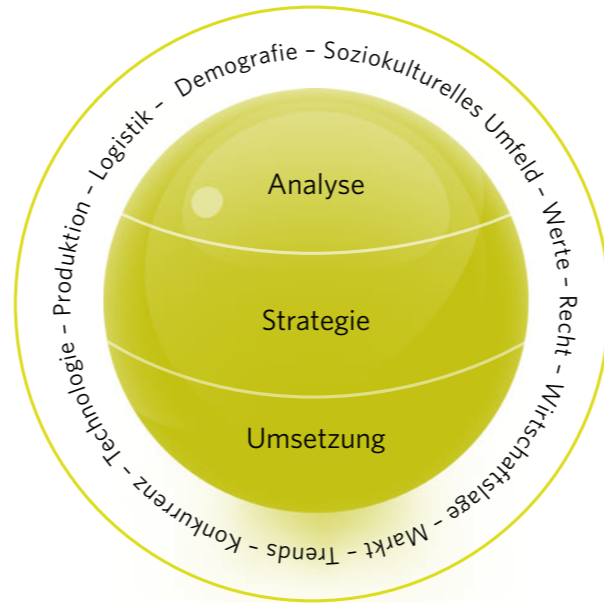 Demografie – Soziokulturelles Umfeld – Werte – Recht – Wirtschaftslage – Markt – Trends – Konkurrenz – Technologie – Produktion – Logistik –
Analyse
Strategie
Umsetzung